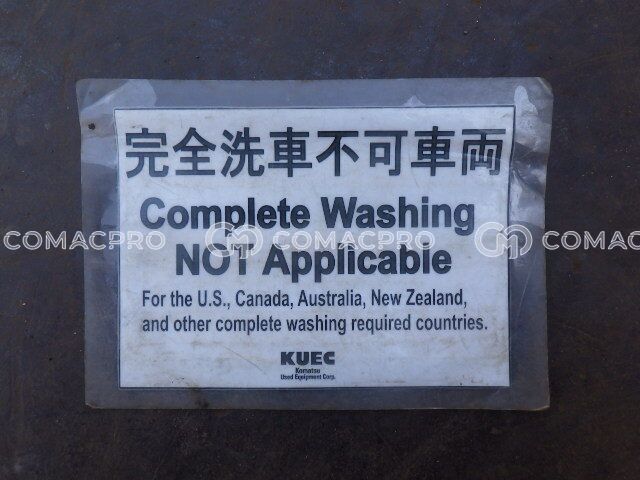 完全洗車不可車両
Complete Washing
NOT Applicable
COMACPRO COMACPRO COMACPRO
For the U.S., Canada, Australia, New Zealand,
and other complete washing required countries.
KUEC
Komatsu
Used Equipment Corp.